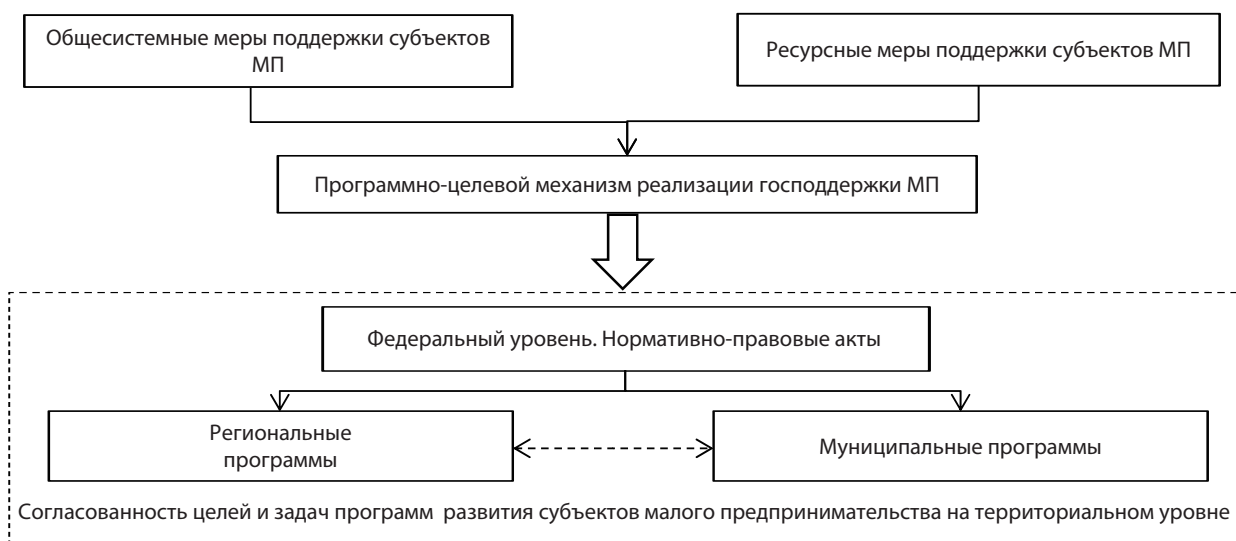 Общесистемные меры поддержки субъектов
МП
Ресурсные меры поддержки субъектов МП
Программно-целевой механизм реализации господдержки МП
Федеральный уровень. Нормативно-правовые акты
Региональные
программы
Муниципальные программы
Согласованность целей и задач программ развития субъектов малого предпринимательства на территориальном уровне